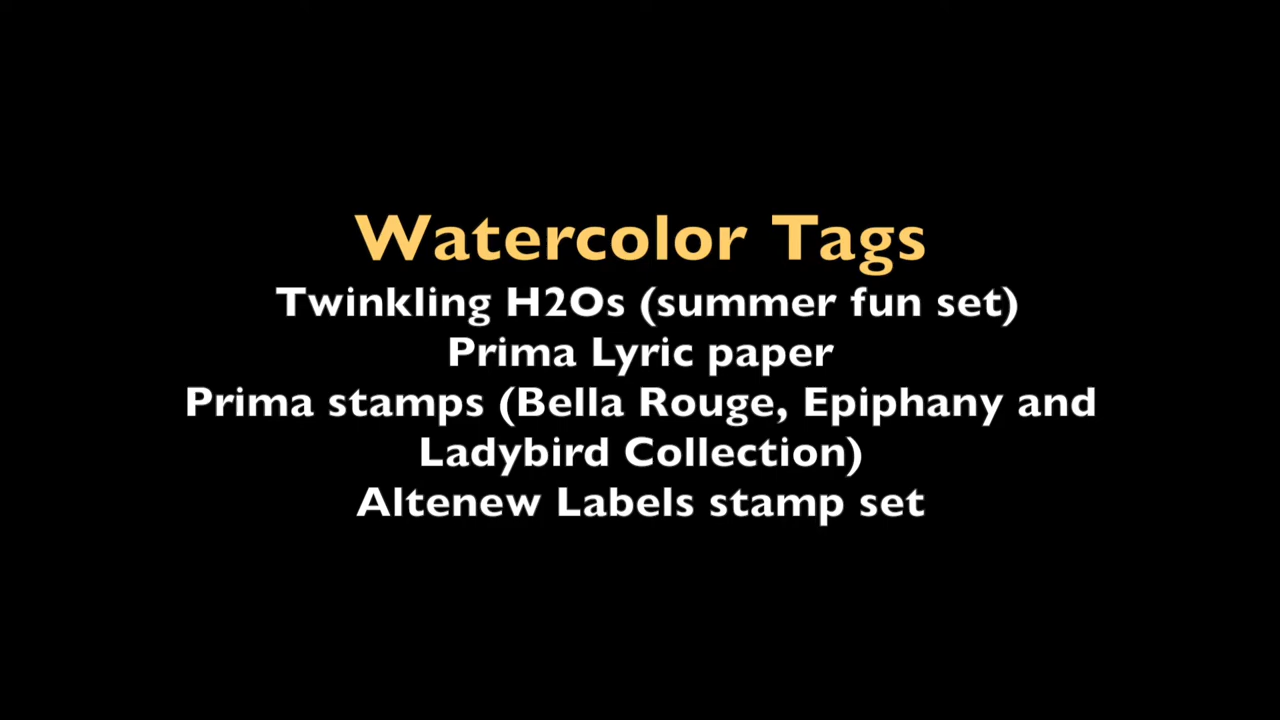 Watercolor Tags
Twinkling H2Os (summer fun set)
Prima Lyric paper
Prima stamps (Bella Rouge, Epiphany and
Ladybird Collection)
Altenew Labels stamp set